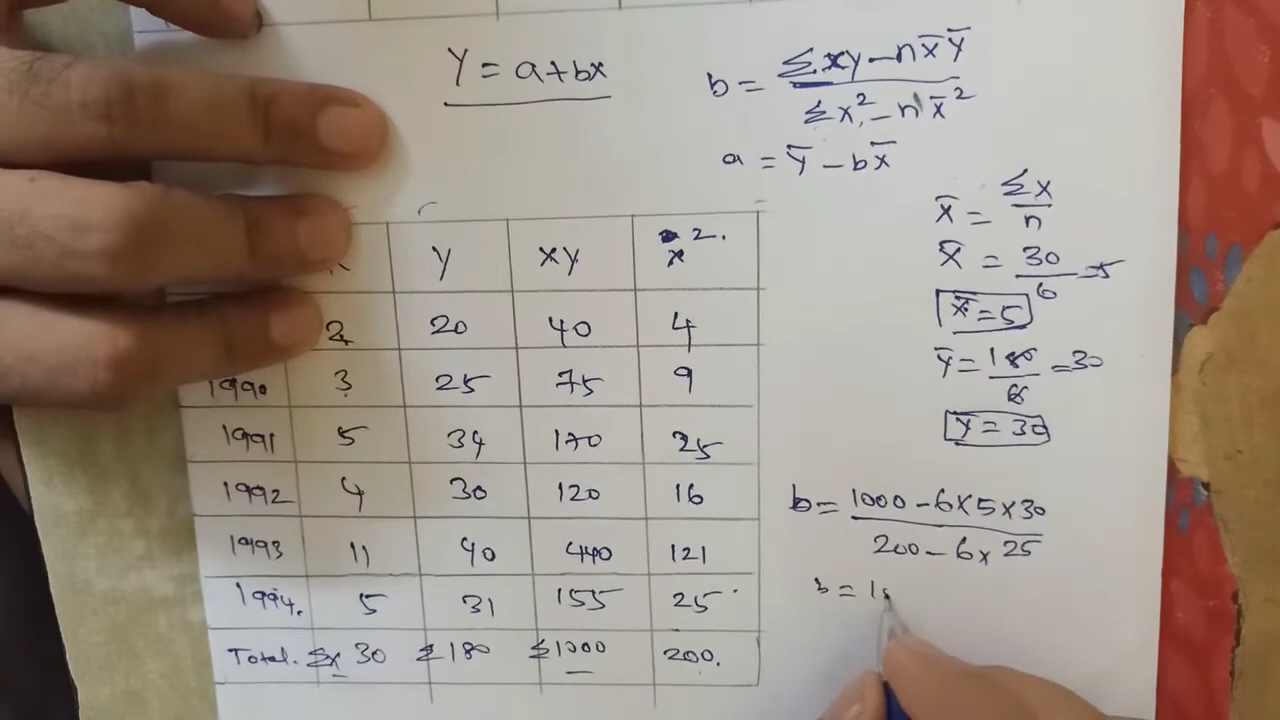 Y = a+bx
b = Σxy - nx̄ȳ / Σx² - nx̄²
a = Ȳ - bx̄
x̄ = Σx / n
x̄ = 30 / 6 = 5
x̄ = 5
Ȳ = 180 / 6 = 30
Ȳ = 30
Y XY x².
2 20 40 4
1990 3 25 75 9
1991 5 34 170 25
1992 4 30 120 16
1993 11 40 440 121
1994. 5 31 155 25
Total. Σx 30 Σ180 Σ1000 200.
b = 1000 - 6×5×30 / 200 - 6×25
b = 1